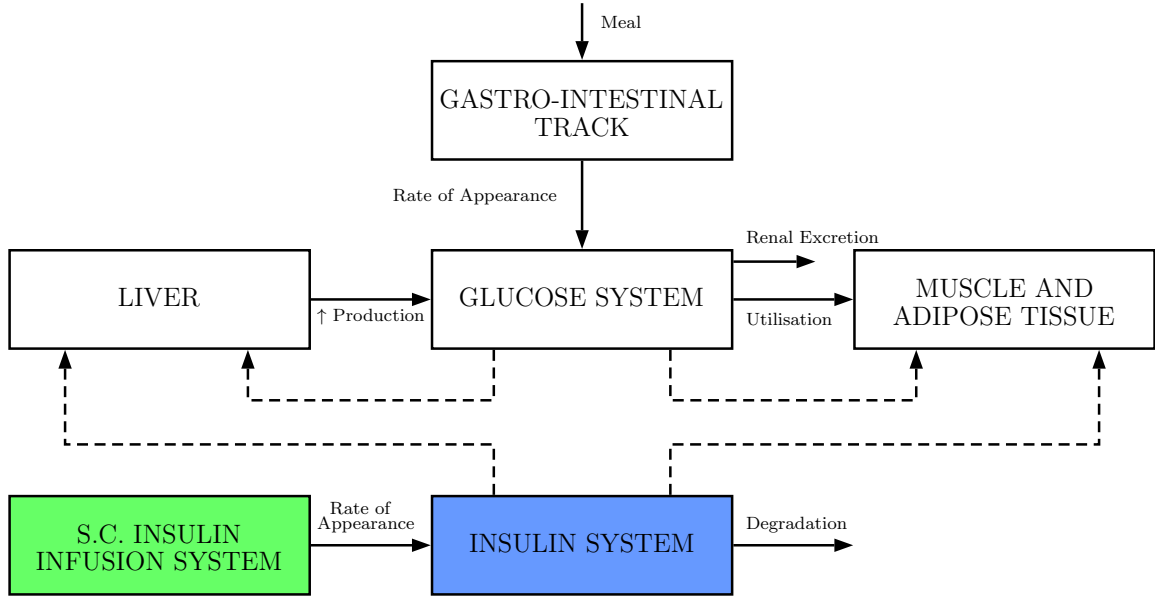 Meal
GASTRO-INTESTINAL
TRACK
Rate of Appearance
Renal Excretion
LIVER
↑ Production
GLUCOSE SYSTEM
Utilisation
MUSCLE AND
ADIPOSE TISSUE
S.C. INSULIN
INFUSION SYSTEM
Rate of
Appearance
INSULIN SYSTEM
Degradation